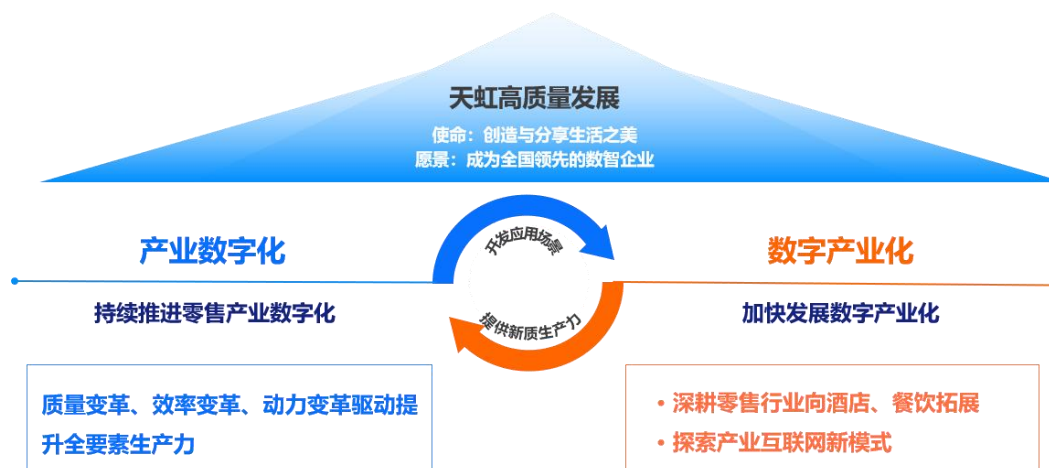 天虹高质量发展
使命：创造与分享生活之美
愿景：成为全国领先的数智企业
开发应用场景
产业数字化
数字产业化
持续推进零售产业数字化
加快发展数字产业化
提供新质生产力
质量变革、效率变革、动力变革驱动提
升全要素生产力
• 深耕零售行业向酒店、餐饮拓展
• 探索产业互联网新模式